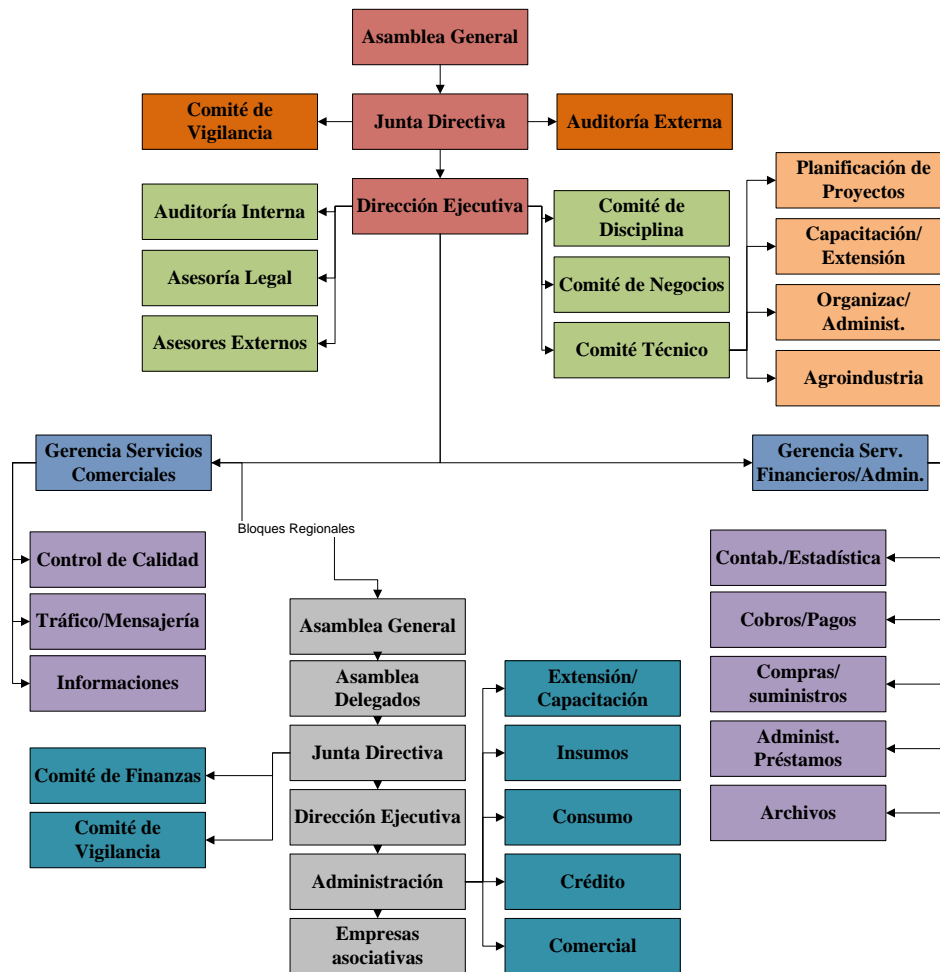 Asamblea General
Comité de
Vigilancia
Junta Directiva
Auditoría Externa
Planificación de
Proyectos
Auditoría Interna
Dirección Ejecutiva
Comité de
Disciplina
Capacitación/
Extensión
Asesoría Legal
Comité de Negocios
Organizac/
Administ.
Asesores Externos
Comité Técnico
Agroindustria
Gerencia Servicios
Comerciales
Gerencia Serv.
Financieros/Admin.
Bloques Regionales
Control de Calidad
Tráfico/Mensajería
Informaciones
Contab./Estadística
Cobros/Pagos
Compras/
suministros
Administ.
Préstamos
Archivos
Asamblea General
Asamblea
Delegados
Junta Directiva
Dirección Ejecutiva
Administración
Empresas
asociativas
Comité de Finanzas
Comité de
Vigilancia
Extensión/
Capacitación
Insumos
Consumo
Crédito
Comercial